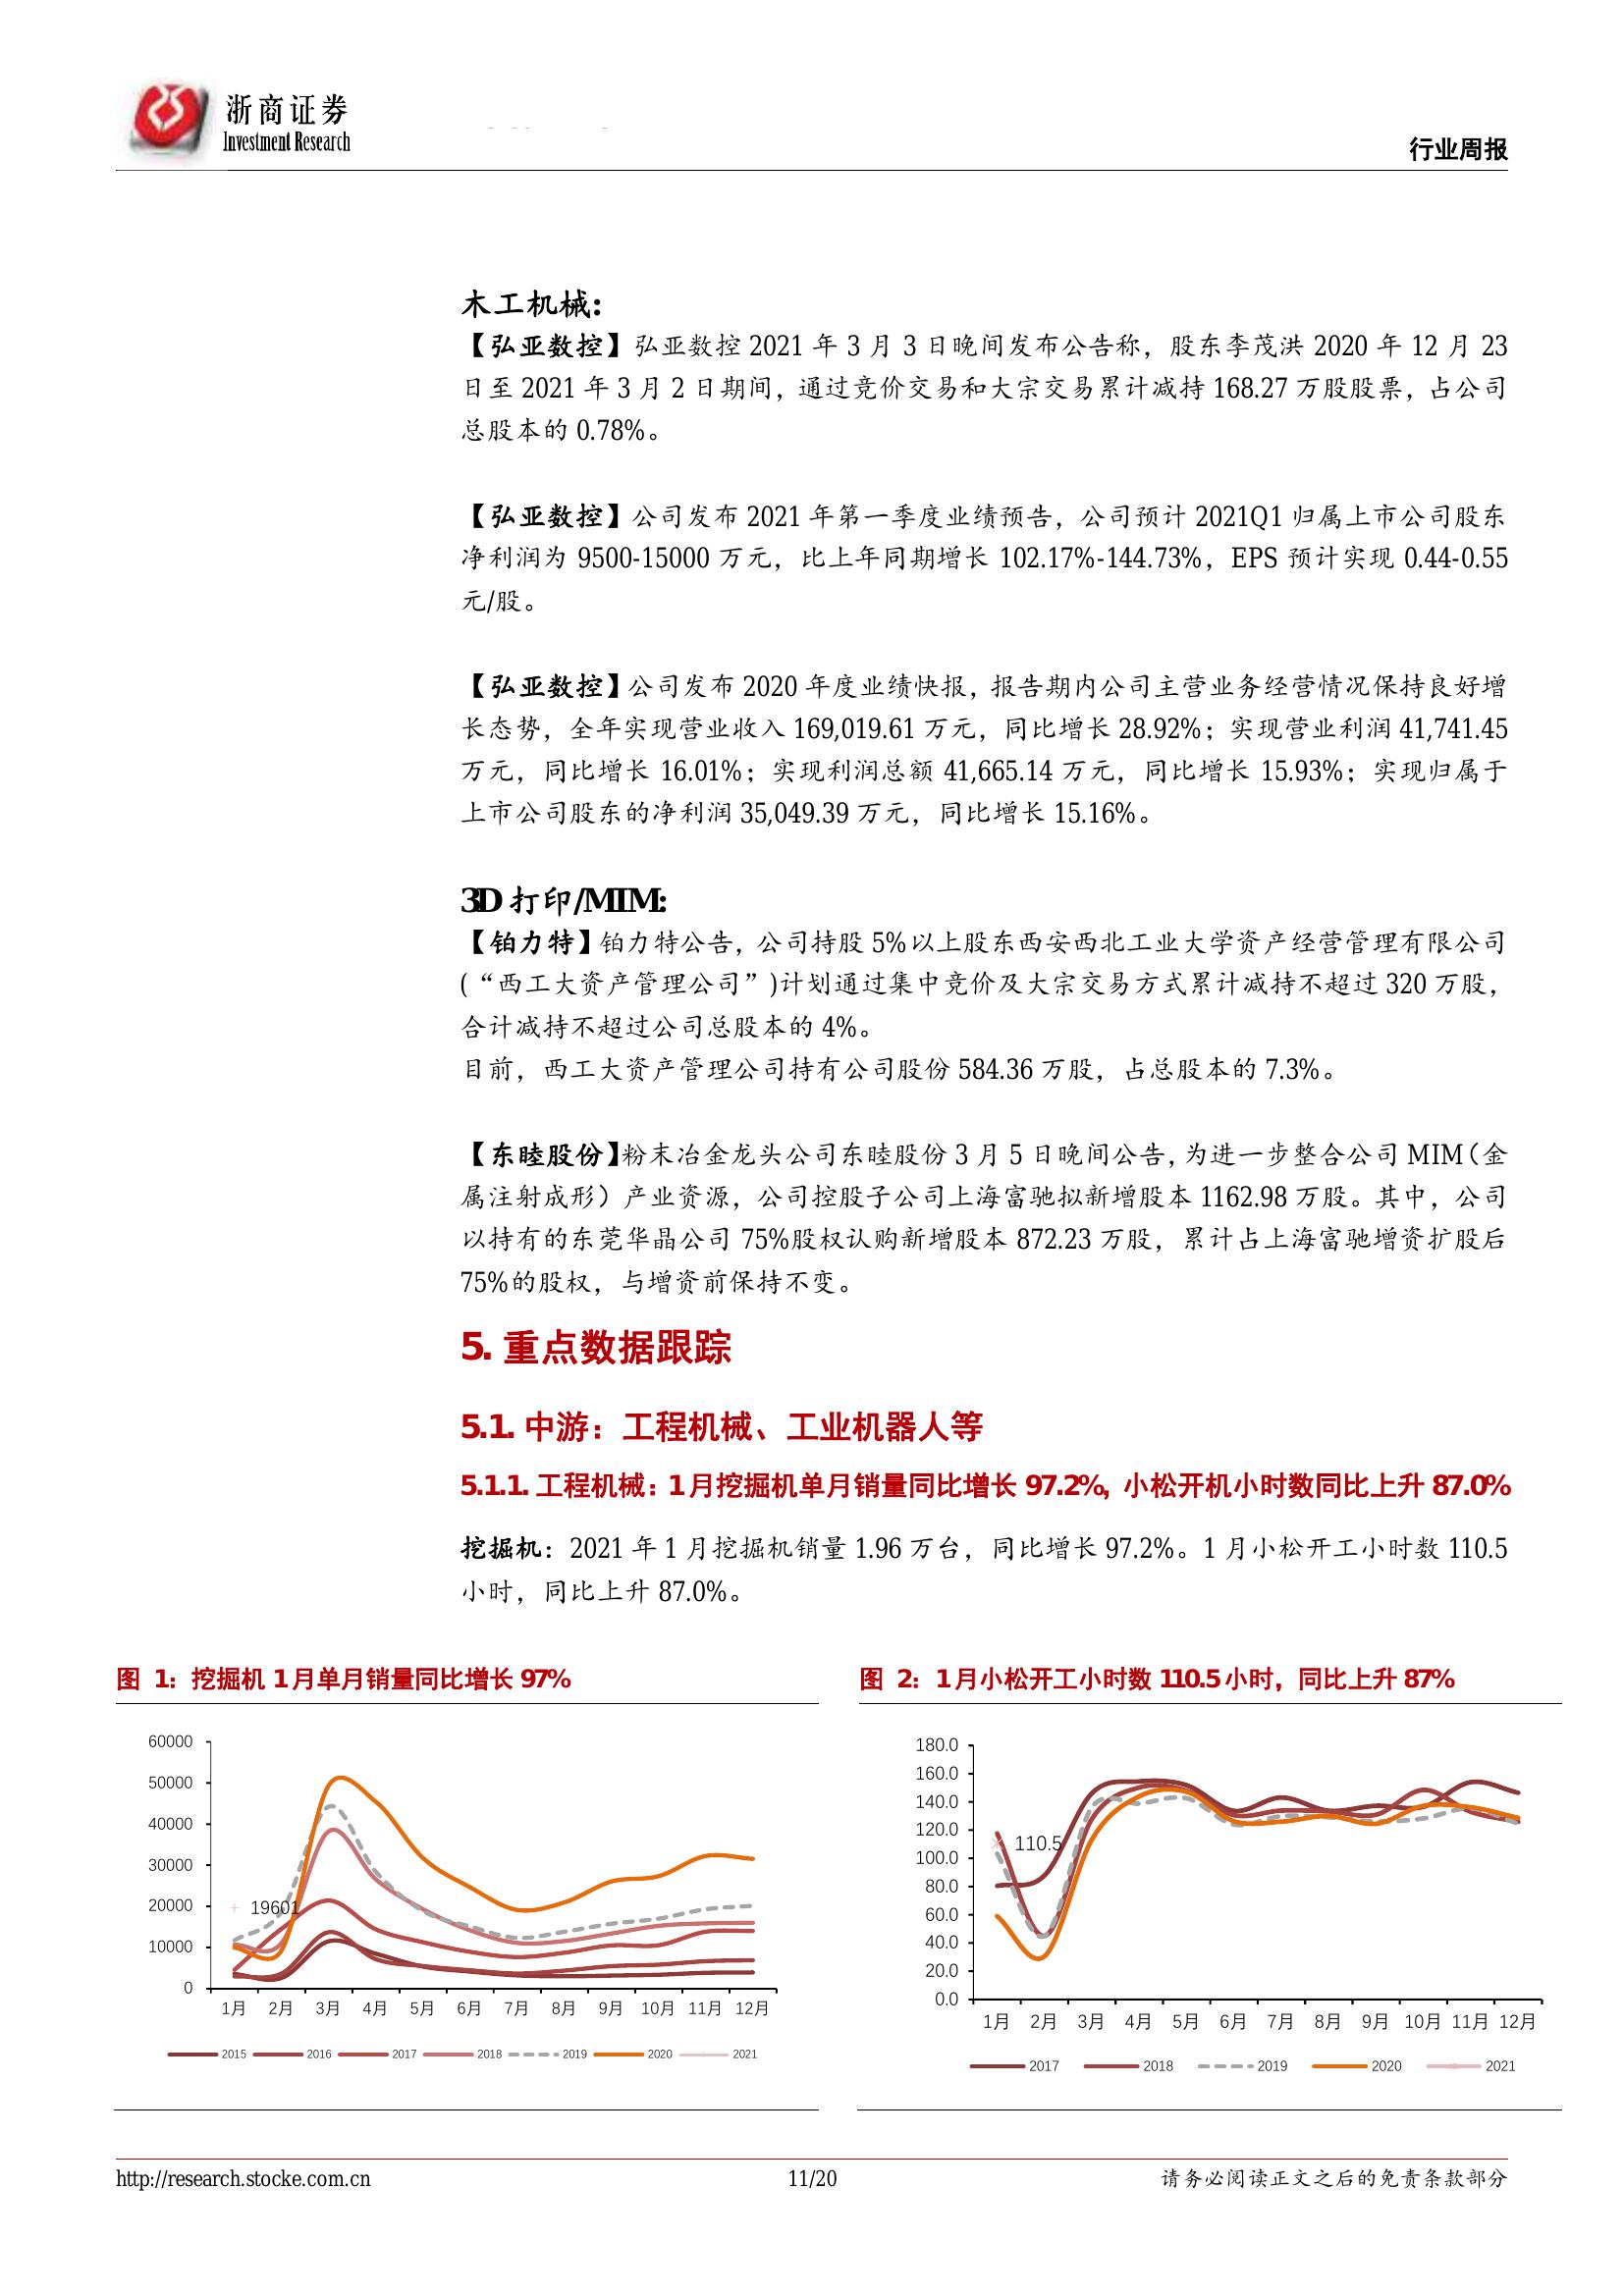 浙商证券
Investment Research
行业周报
木工机械:
【弘亚数控】弘亚数控 2021 年 3 月 3 日晚间发布公告称，股东李茂洪 2020 年 12 月 23
日至 2021 年 3 月 2 日期间，通过竞价交易和大宗交易累计减持 168.27 万股股票，占公司
总股本的 0.78%。
【弘亚数控】公司发布 2021 年第一季度业绩预告，公司预计 2021Q1 归属上市公司股东
净利润为 9500-15000 万元，比上年同期增长 102.17%-144.73%，EPS 预计实现 0.44-0.55
元/股。
【弘亚数控】公司发布 2020 年度业绩快报，报告期内公司主营业务经营情况保持良好增
长态势，全年实现营业收入 169,019.61 万元，同比增长 28.92%；实现营业利润 41,741.45
万元，同比增长 16.01%；实现利润总额 41,665.14 万元，同比增长 15.93%；实现归属于
上市公司股东的净利润 35,049.39 万元，同比增长 15.16%。
3D 打印/MIM:
【铂力特】铂力特公告，公司持股 5%以上股东西安西北工业大学资产经营管理有限公司
(“西工大资产管理公司”)计划通过集中竞价及大宗交易方式累计减持不超过 320 万股，
合计减持不超过公司总股本的 4%。
目前，西工大资产管理公司持有公司股份 584.36 万股，占总股本的 7.3%。
【东睦股份】粉末冶金龙头公司东睦股份 3 月 5 日晚间公告，为进一步整合公司 MIM（金
属注射成形）产业资源，公司控股子公司上海富驰拟新增股本 1162.98 万股。其中，公司
以持有的东莞华晶公司 75%股权认购新增股本 872.23 万股，累计占上海富驰增资扩股后
75%的股权，与增资前保持不变。
5. 重点数据跟踪
5.1. 中游：工程机械、工业机器人等
5.1.1. 工程机械：1 月挖掘机单月销量同比增长 97.2%，小松开机小时数同比上升 87.0%
挖掘机：2021 年 1 月挖掘机销量 1.96 万台，同比增长 97.2%。1 月小松开工小时数 110.5
小时，同比上升 87.0%。
图 1：挖掘机 1 月单月销量同比增长 97%
60000
50000
40000
30000
20000
10000
0
19601
1月 2月 3月 4月 5月 6月 7月 8月 9月 10月 11月 12月
2015 2016 2017 2018 2019 2020 2021
图 2：1 月小松开工小时数 110.5 小时，同比上升 87%
180.0
160.0
140.0
120.0
100.0
80.0
60.0
40.0
20.0
0.0
110.5
1月 2月 3月 4月 5月 6月 7月 8月 9月 10月 11月 12月
2017 2018 2019 2020 2021
http://research.stocke.com.cn
11/20
请务必阅读正文之后的免责条款部分